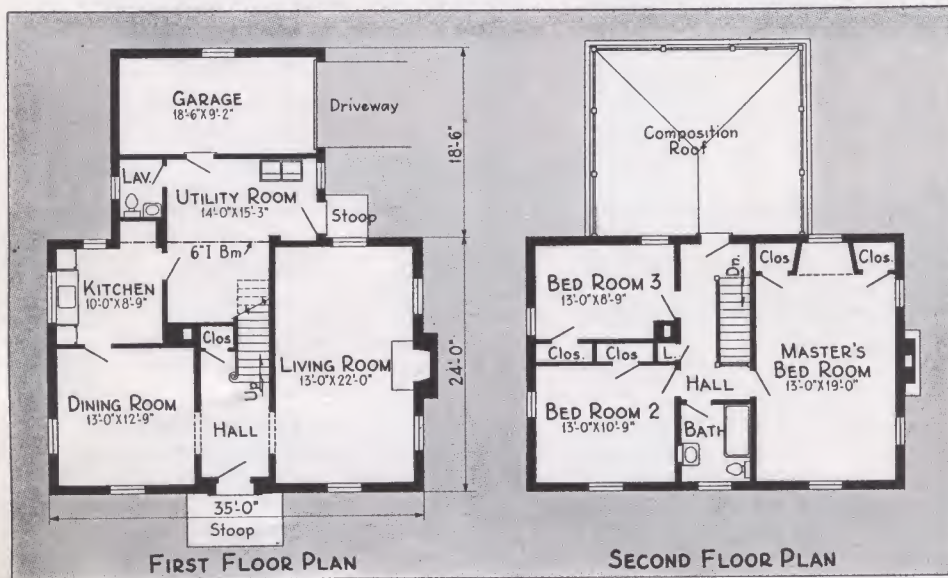 GARAGE
18'-6"X9'-2"
Driveway
18'-6"
LAV.
UTILITY ROOM
14'-0"X15'-3"
Stoop
6" I Bm
KITCHEN
10'-0"X8'-9"
Clos
Up
LIVING ROOM
13'-0"X22'-0"
24'-0"
DINING ROOM
13'-0"X12'-9"
HALL
35'-0"
Stoop
FIRST FLOOR PLAN
Composition
Roof
Clos
Clos.
Dn.
BED ROOM 3
13'-0"X8'-9"
Clos.
Clos
L.
MASTER'S
BED ROOM
13'-0"X19'-0"
HALL
BED ROOM 2
13'-0"X10'-9"
BATH
SECOND FLOOR PLAN